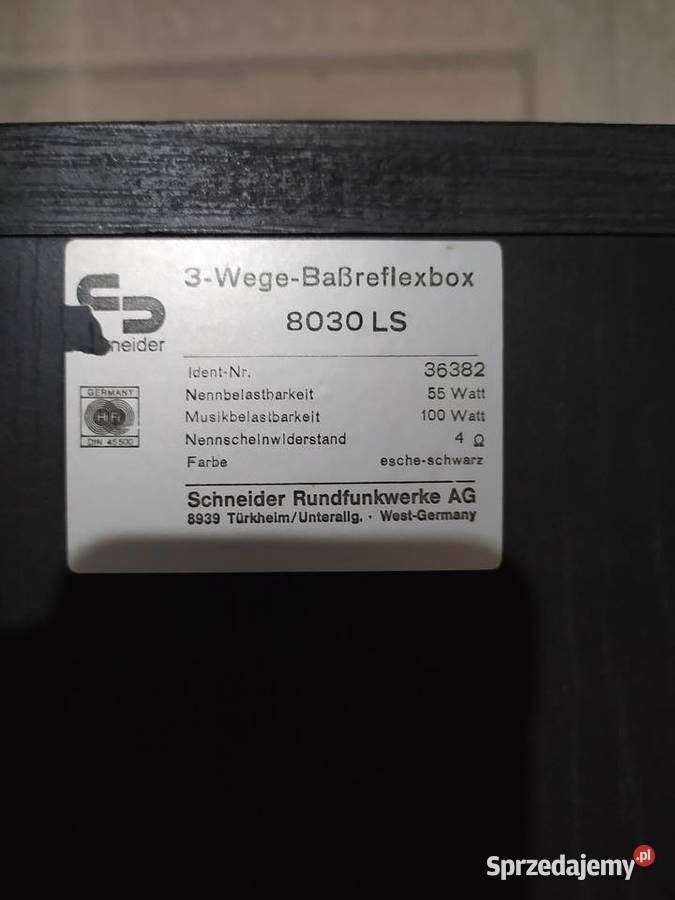 3-Wege-Baßreflexbox
8030 LS
neider
Ident-Nr. 36382
Nennbelastbarkeit 55 Watt
Musikbelastbarkeit 100 Watt
Nennscheinwiderstand 4 Ω
Farbe esche-schwarz
GERMANY
HiFi
DIN 45500
Schneider Rundfunkwerke AG
8939 Türkheim/Unterallg. · West-Germany
Sprzedajemy.pl